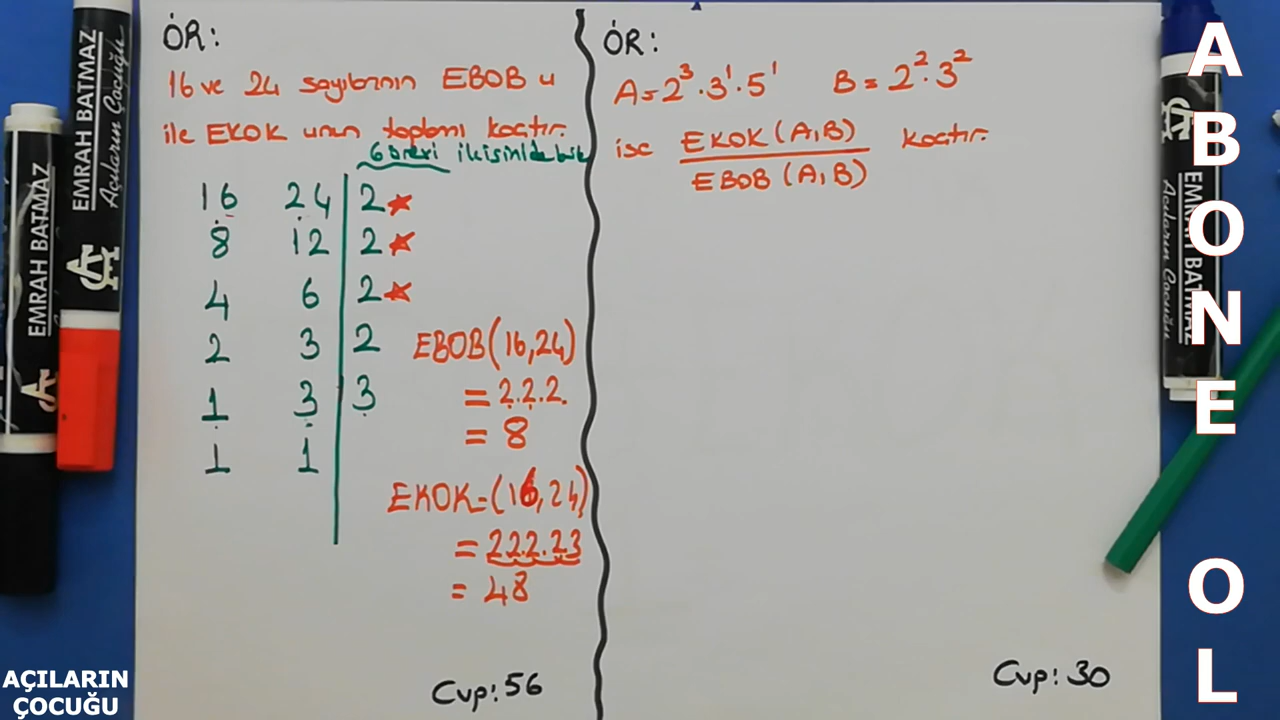 ÖR:
16 ve 24 sayılarının EBOB u
ile EKOK unun toplamı kaçtır.
ikisini de
16 24 2
8 12 2
4 6 2
2 3 2
1 3 3
1 1
EBOB(16,24)
= 2.2.2.
= 8
EKOK=(16,24)
= 2.2.2.2.3
= 48
Cvp: 56
ÖR:
A=2³.3¹.5¹ B=2².3²
ise EKOK(A,B) kaçtır.
EBOB(A,B)
Cvp: 30
EMRAH BATMAZ
Açıların Çocuğu
EMRAH BATMAZ
EMRAH BATMAZ
Açıların Çocuğu
ABONE
OL
AÇILARIN
ÇOCUĞU